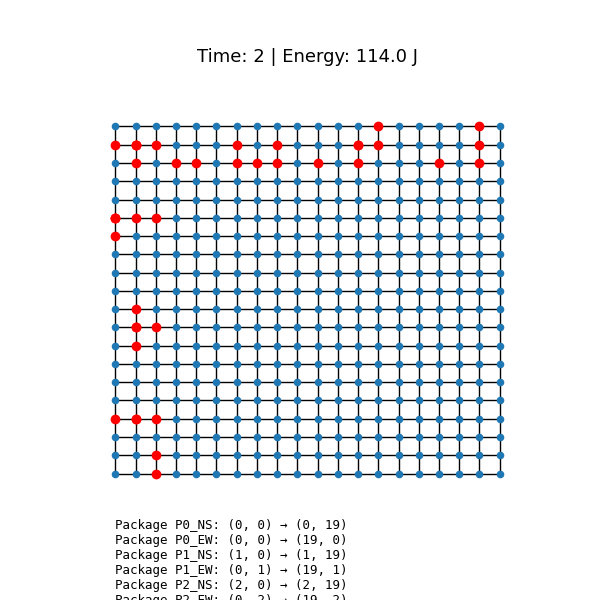 Time: 2 | Energy: 114.0 J
Package P0_NS: (0, 0) → (0, 19)
Package P0_EW: (0, 0) → (19, 0)
Package P1_NS: (1, 0) → (1, 19)
Package P1_EW: (0, 1) → (19, 1)
Package P2_NS: (2, 0) → (2, 19)
Package P2_EW: (0, 2) → (19, 2)